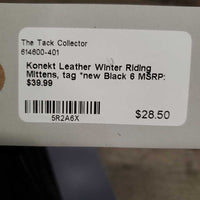 The Tack Collector
614600-401
Konekt Leather Winter Riding
Mittens, tag *new Black 6 MSRP:
$39.99
5R2A6X
$28.50